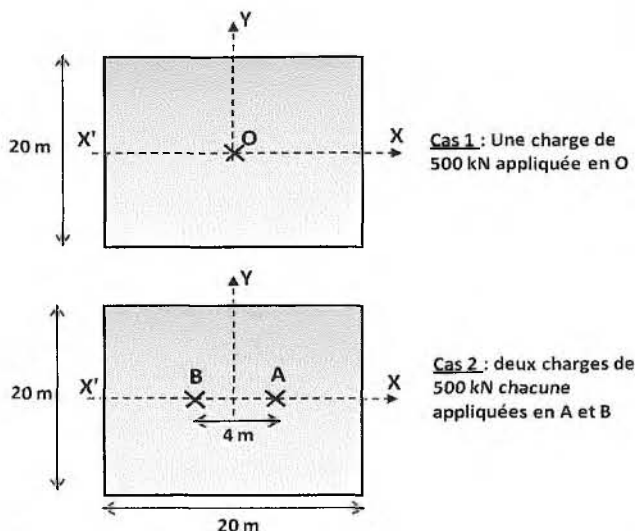 Y
20 m
X'
O
X
Cas 1 : Une charge de
500 kN appliquée en O
Y
20 m
X'
B
A
X
4 m
Cas 2 : deux charges de
500 kN chacune
appliquées en A et B
20 m